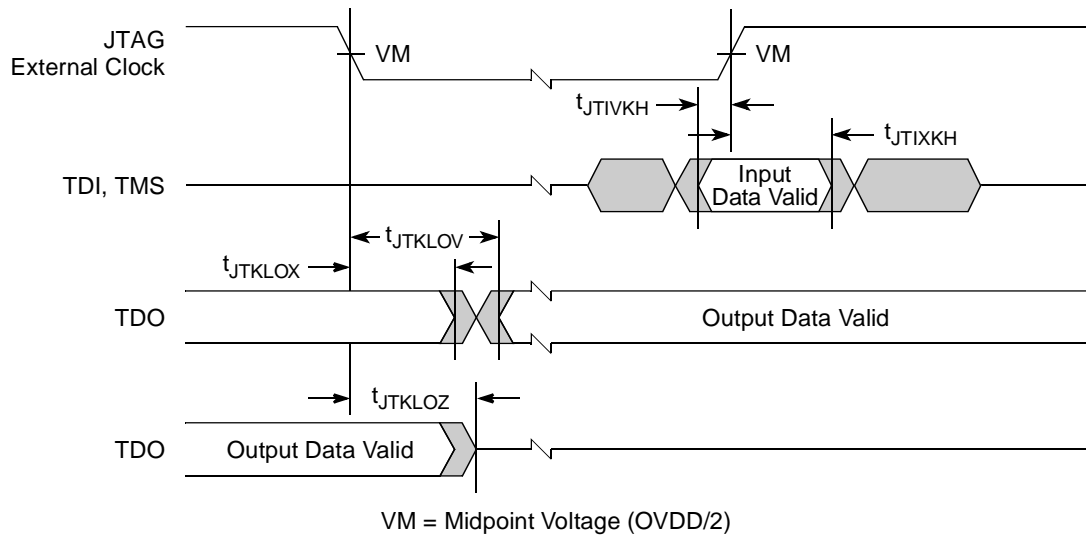 JTAG
External Clock
VM
VM
tJTIVKH
tJTIXKH
TDI, TMS
Input
Data Valid
tJTKLOV
tJTKLOX
TDO
Output Data Valid
tJTKLOZ
TDO
Output Data Valid
VM = Midpoint Voltage (OVDD/2)